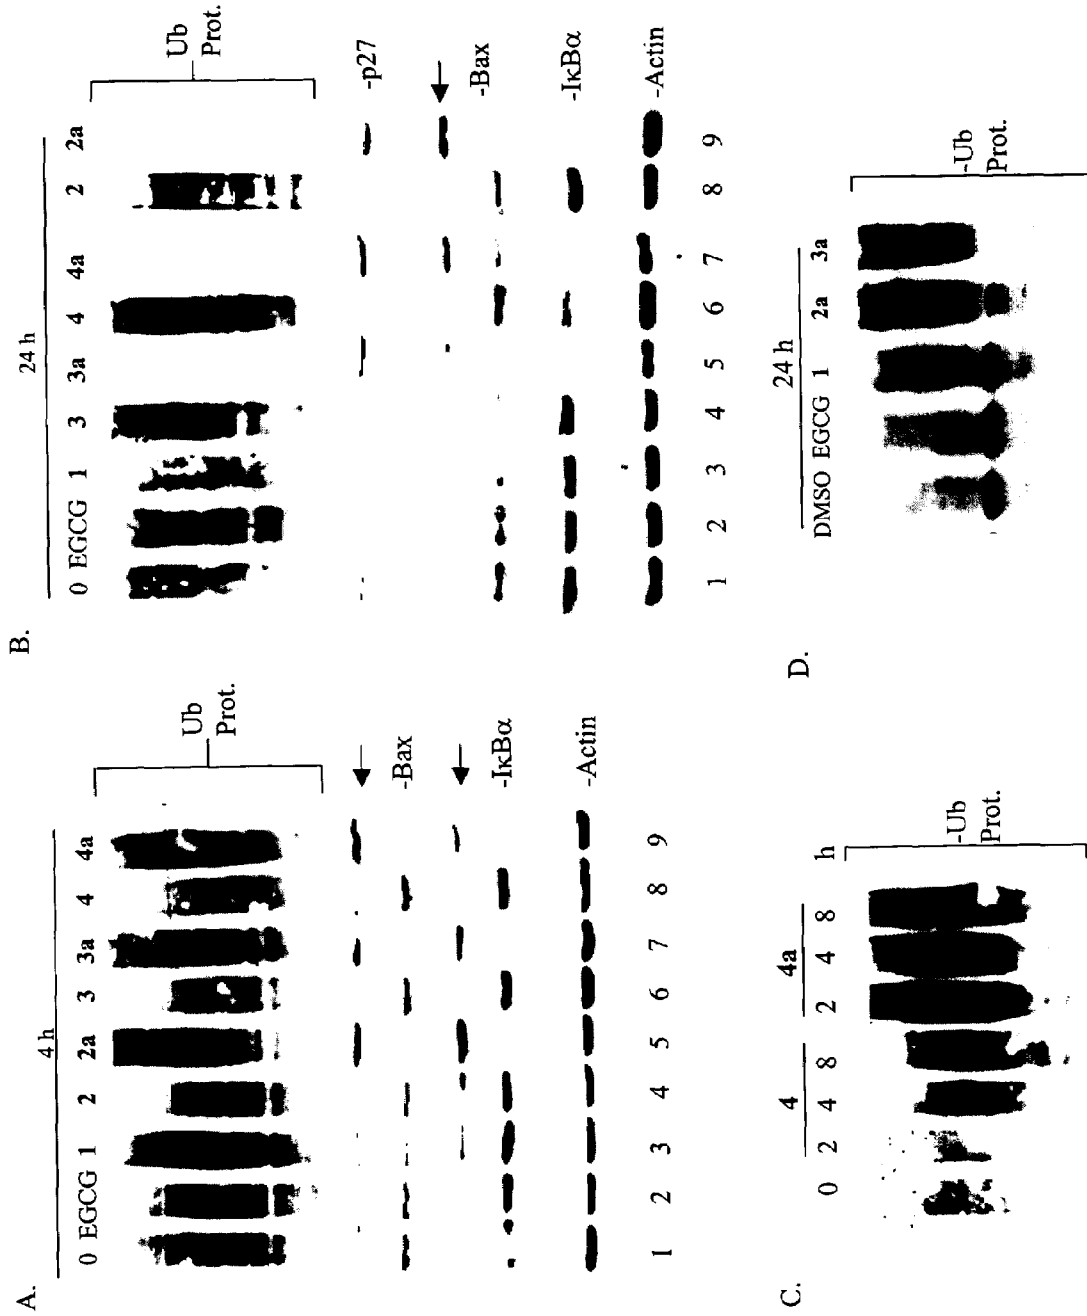 A.
4 h
0 EGCG 1 2 2a 3 3a 4 4a
Ub
Prot.
-Bax
-IκBα
-Actin
1 2 3 4 5 6 7 8 9
B.
24 h
0 EGCG 1 3 3a 4 4a 2 2a
Ub
Prot.
-p27
-Bax
-IκBα
-Actin
1 2 3 4 5 6 7 8 9
C.
4 4a
0 2 4 8 2 4 8 h
-Ub
Prot.
D.
24 h
DMSO EGCG 1 2a 3a
-Ub
Prot.